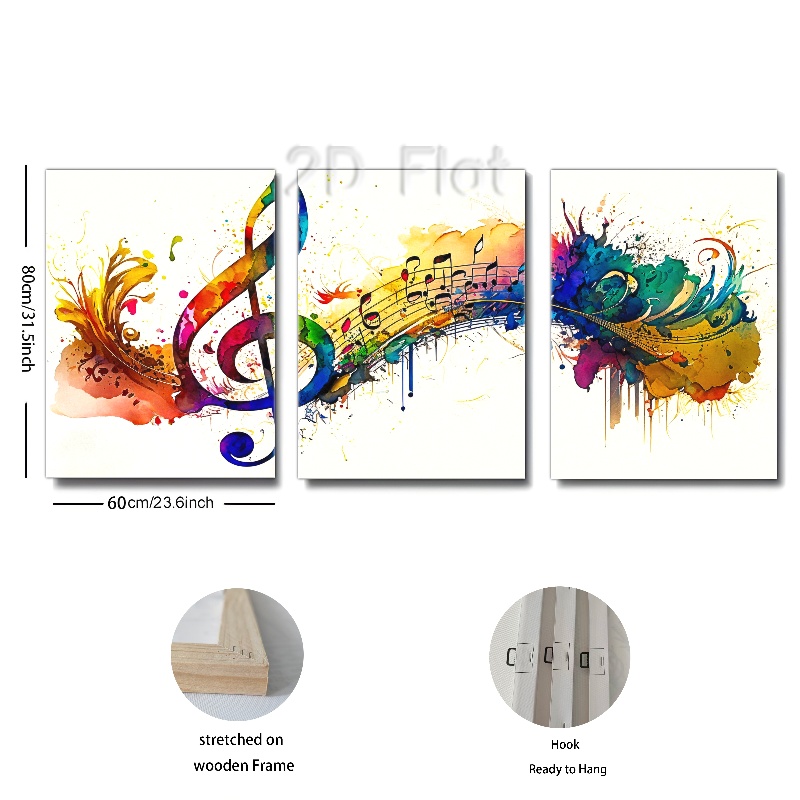 2D Flat
80cm/31.5inch
60cm/23.6inch
stretched on
wooden Frame
Hook
Ready to Hang